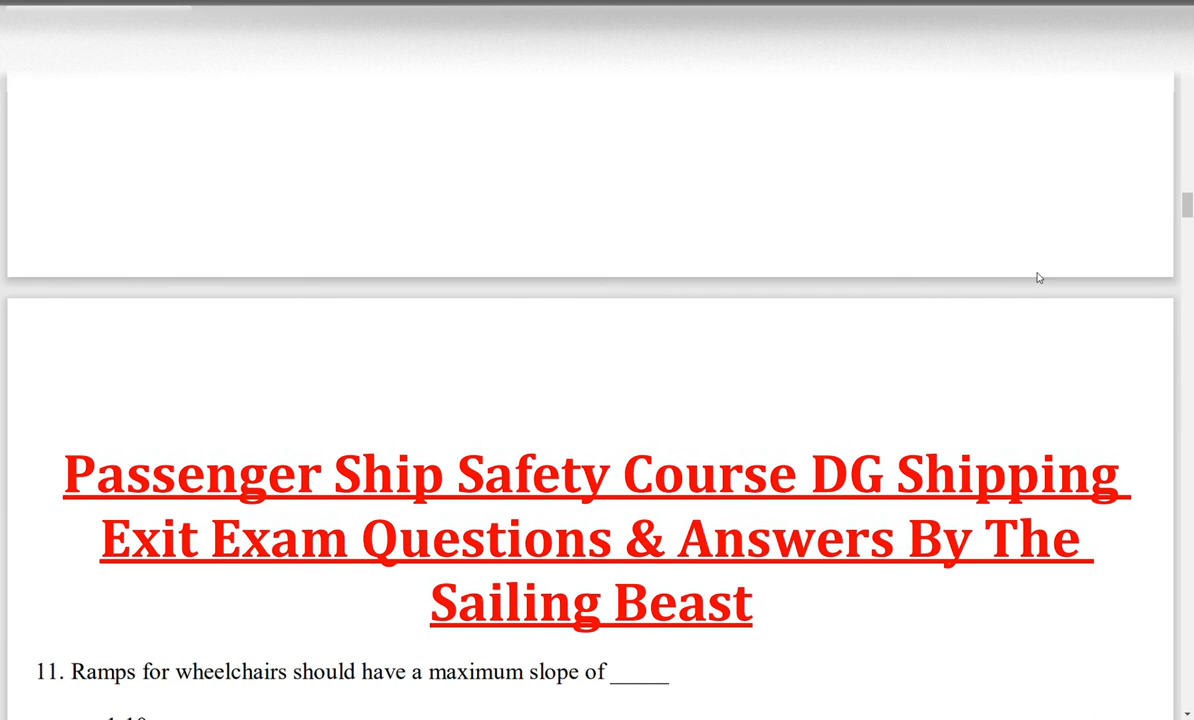 Passenger Ship Safety Course DG Shipping
Exit Exam Questions & Answers By The
Sailing Beast
11. Ramps for wheelchairs should have a maximum slope of _____